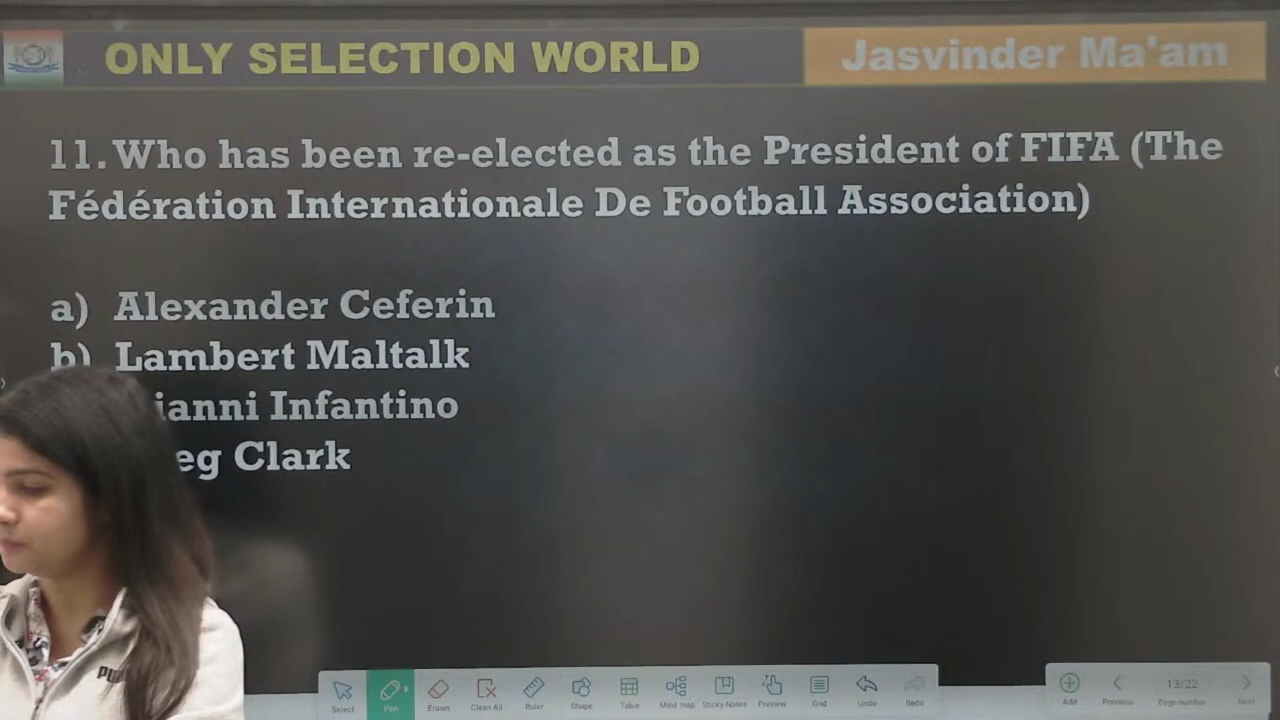 ONLY SELECTION WORLD
Jasvinder Ma'am
11. Who has been re-elected as the President of FIFA (The
Fédération Internationale De Football Association)
a) Alexander Ceferin
b) Lambert Maltalk
ianni Infantino
eg Clark
PUMA
Select Pen Eraser Clean All Ruler Shape Table Mind map Sticky-Notes Preview Grid Undo Redo
Add Previous 13/22 Page number Next